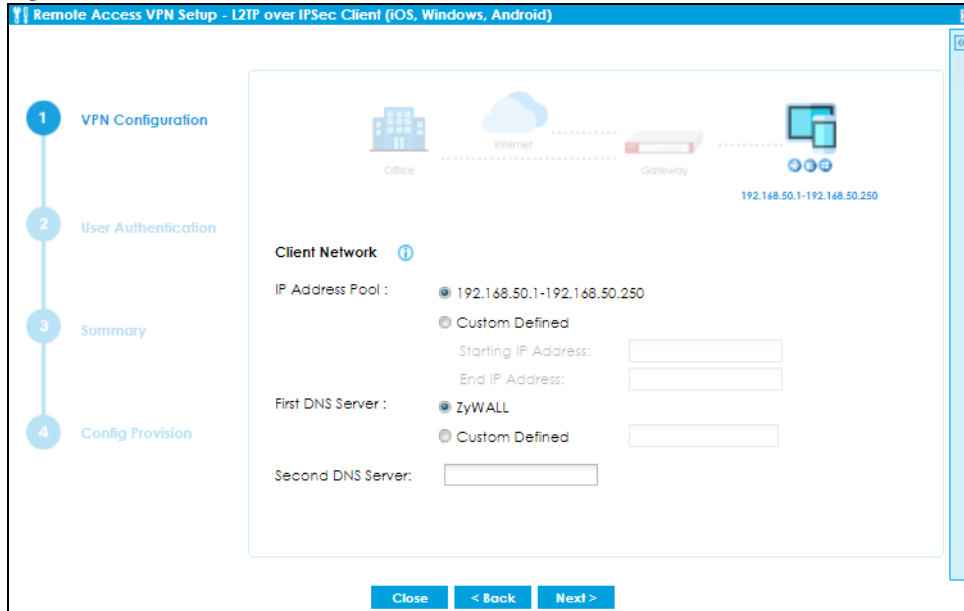 Remote Access VPN Setup - L2TP over IPSec Client (iOS, Windows, Android)
1 VPN Configuration
2 User Authentication
3 Summary
4 Config Provision
Office
Internet
Gateway
192.168.50.1-192.168.50.250
Client Network
IP Address Pool :
192.168.50.1-192.168.50.250
Custom Defined
Starting IP Address:
End IP Address:
First DNS Server :
ZyWALL
Custom Defined
Second DNS Server:
Close
< Back
Next >